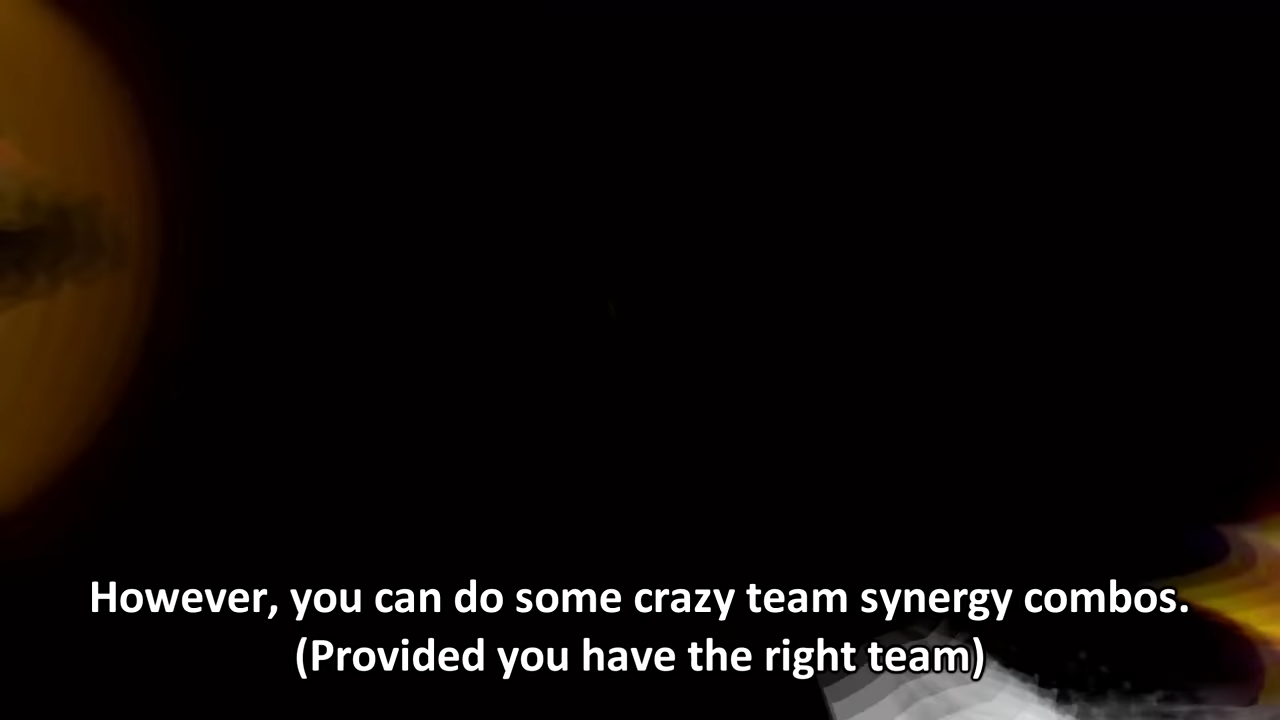 However, you can do some crazy team synergy combos.
(Provided you have the right team)